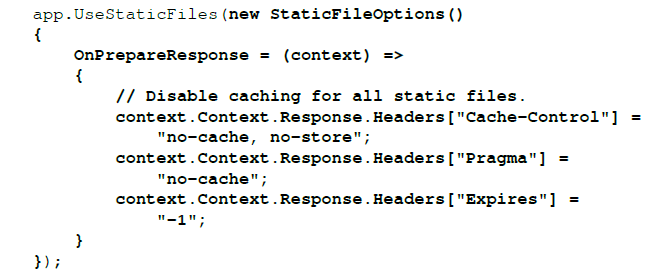 app.UseStaticFiles(new StaticFileOptions()
{
    OnPrepareResponse = (context) =>
    {
        // Disable caching for all static files.
        context.Context.Response.Headers["Cache-Control"] =
            "no-cache, no-store";
        context.Context.Response.Headers["Pragma"] =
            "no-cache";
        context.Context.Response.Headers["Expires"] =
            "-1";
    }
});